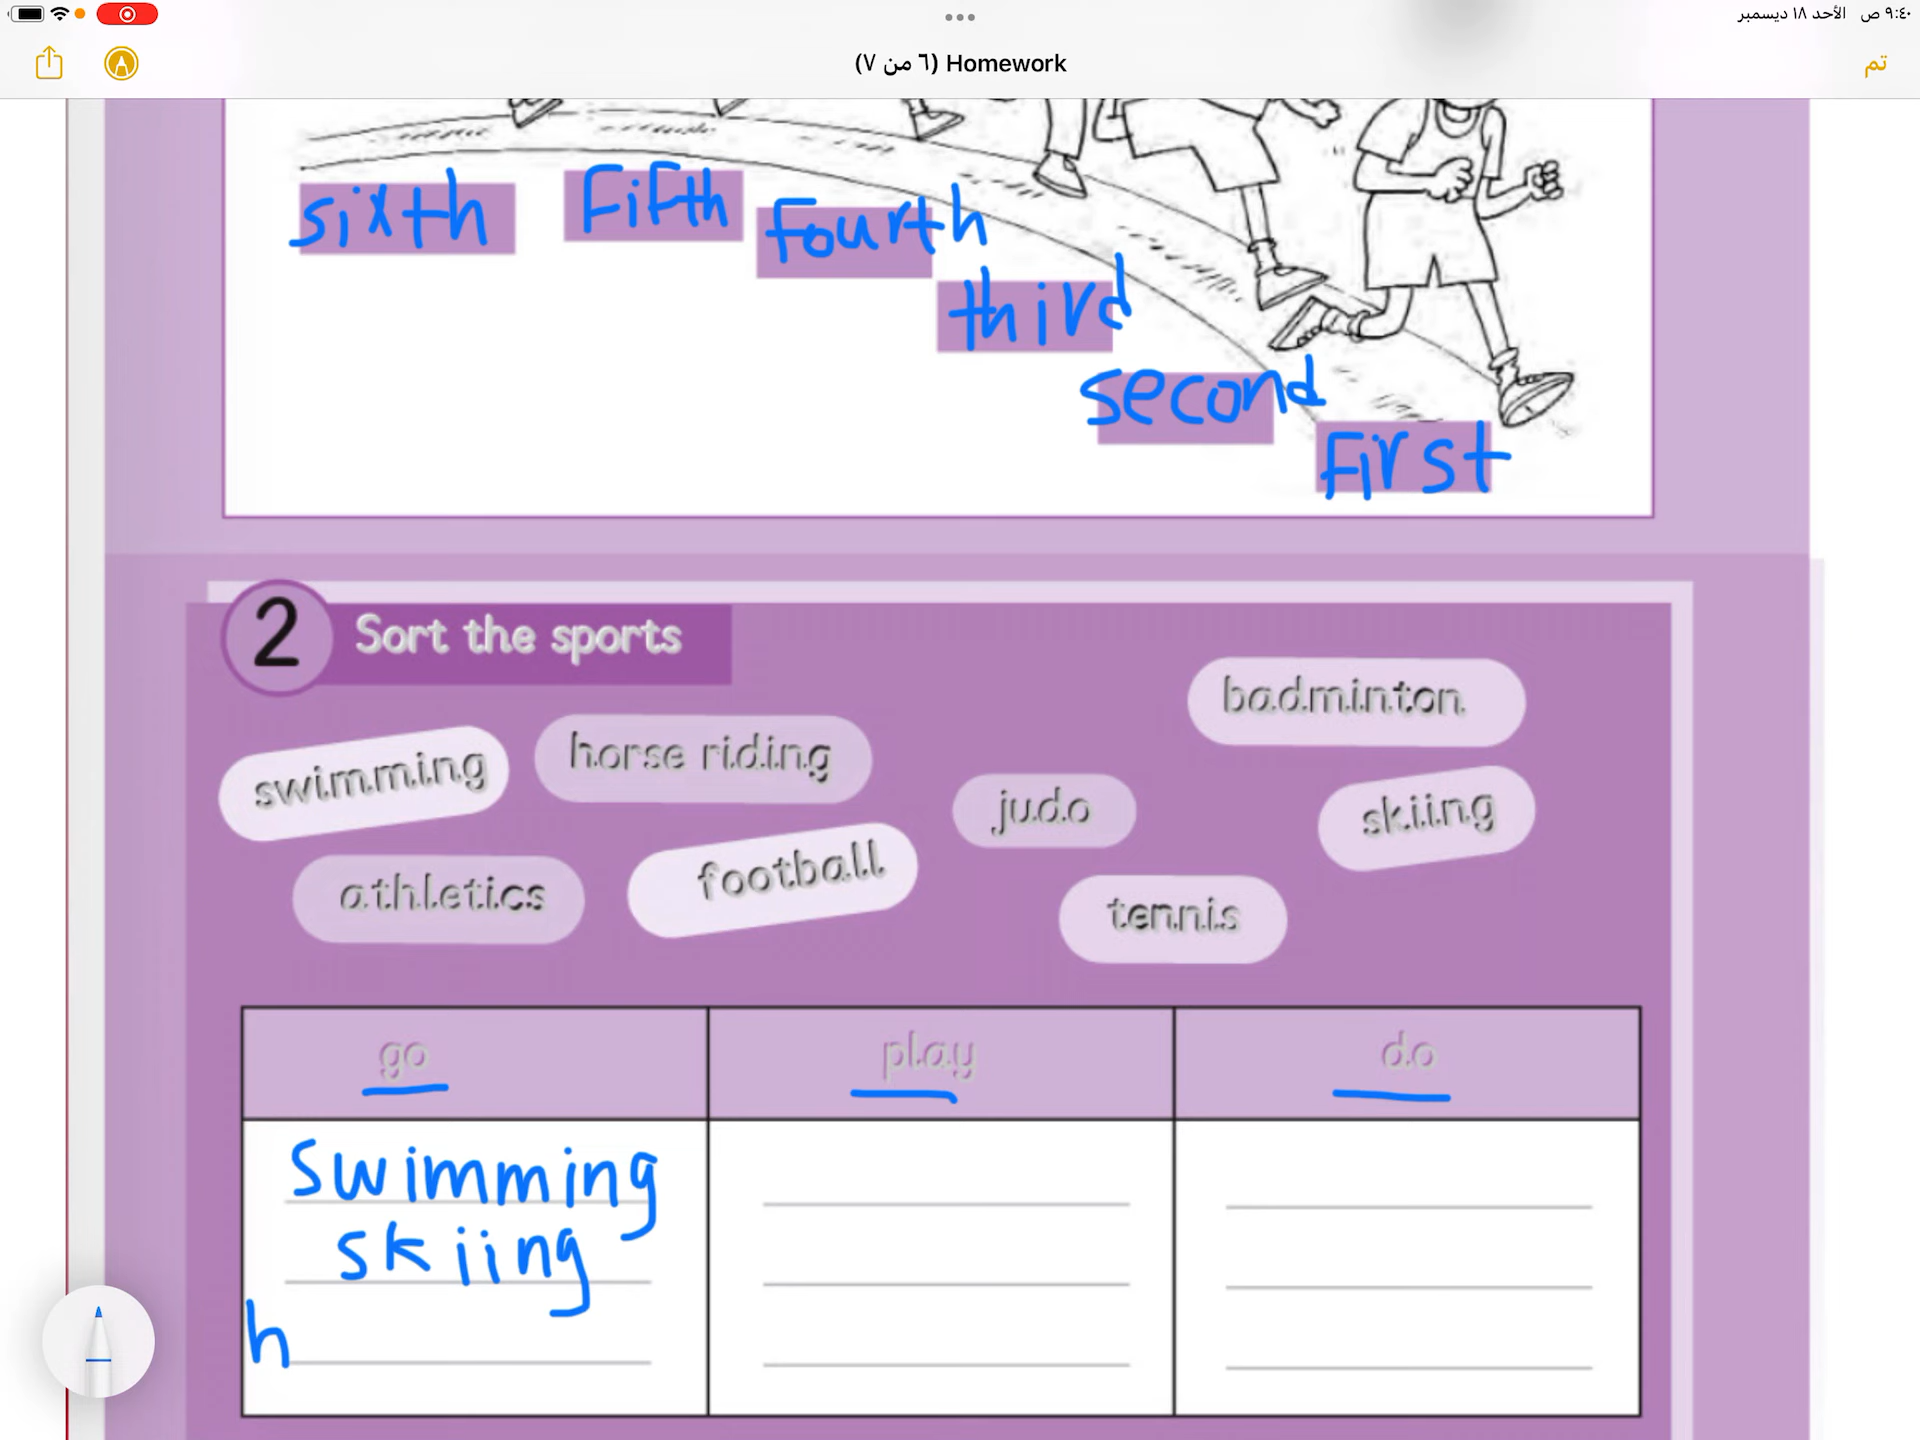 ٩:٤٠ ص الأحد ١٨ ديسمبر
Homework (٦ من ٧)
تم
sixth
Fifth
Fourth
third
second
First
2 Sort the sports
badminton
swimming
horse riding
judo
skiing
athletics
football
tennis
go play do
swimming
skiing
h